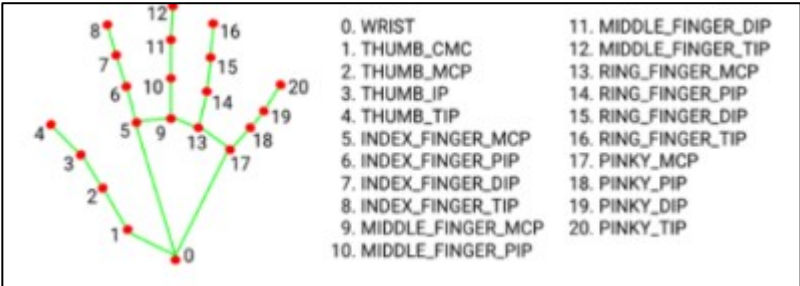 12
8
16
11
7
15
20
10
6
14
19
4
5
9
13
18
3
17
2
1
0
0. WRIST
1. THUMB_CMC
2. THUMB_MCP
3. THUMB_IP
4. THUMB_TIP
5. INDEX_FINGER_MCP
6. INDEX_FINGER_PIP
7. INDEX_FINGER_DIP
8. INDEX_FINGER_TIP
9. MIDDLE_FINGER_MCP
10. MIDDLE_FINGER_PIP
11. MIDDLE_FINGER_DIP
12. MIDDLE_FINGER_TIP
13. RING_FINGER_MCP
14. RING_FINGER_PIP
15. RING_FINGER_DIP
16. RING_FINGER_TIP
17. PINKY_MCP
18. PINKY_PIP
19. PINKY_DIP
20. PINKY_TIP